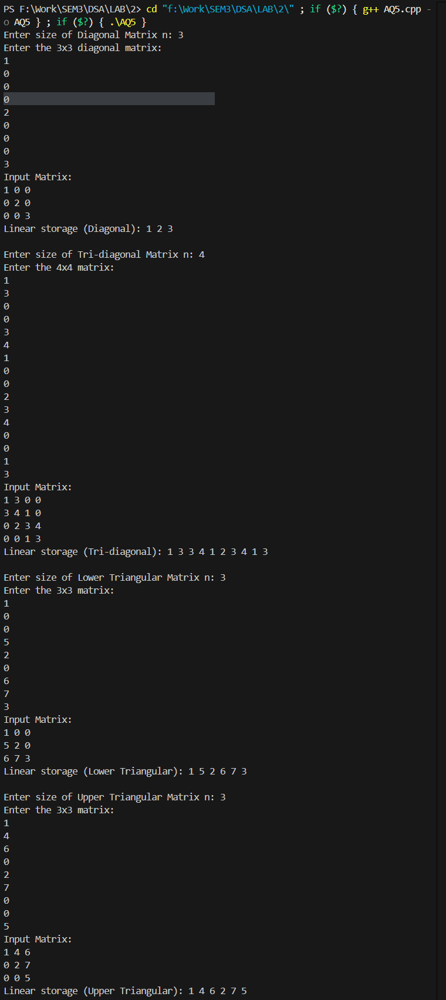 PS F:\Work\SEM3\DSA\LAB\2> cd "f:\Work\SEM3\DSA\LAB\2\" ; if ($?) { g++ AQ5.cpp -
o AQ5 } ; if ($?) { .\AQ5 }
Enter size of Diagonal Matrix n: 3
Enter the 3x3 diagonal matrix:
1
0
0
0
2
0
0
0
3
Input Matrix:
1 0 0
0 2 0
0 0 3
Linear storage (Diagonal): 1 2 3

Enter size of Tri-diagonal Matrix n: 4
Enter the 4x4 matrix:
1
3
0
0
3
4
1
0
0
2
3
4
0
0
1
3
Input Matrix:
1 3 0 0
3 4 1 0
0 2 3 4
0 0 1 3
Linear storage (Tri-diagonal): 1 3 3 4 1 2 3 4 1 3

Enter size of Lower Triangular Matrix n: 3
Enter the 3x3 matrix:
1
0
0
5
2
0
6
7
3
Input Matrix:
1 0 0
5 2 0
6 7 3
Linear storage (Lower Triangular): 1 5 2 6 7 3

Enter size of Upper Triangular Matrix n: 3
Enter the 3x3 matrix:
1
4
6
0
2
7
0
0
5
Input Matrix:
1 4 6
0 2 7
0 0 5
Linear storage (Upper Triangular): 1 4 6 2 7 5